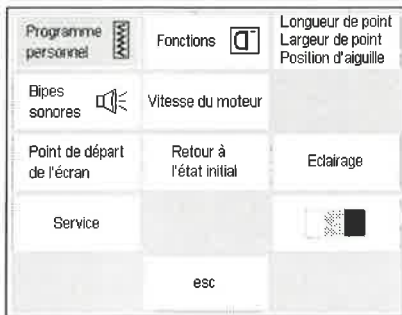 Programme
personnel
Fonctions
Longueur de point
Largeur de point
Position d'aiguille
Bipes
sonores
Vitesse du moteur
Point de départ
de l'écran
Retour à
l'état initial
Eclairage
Service
esc